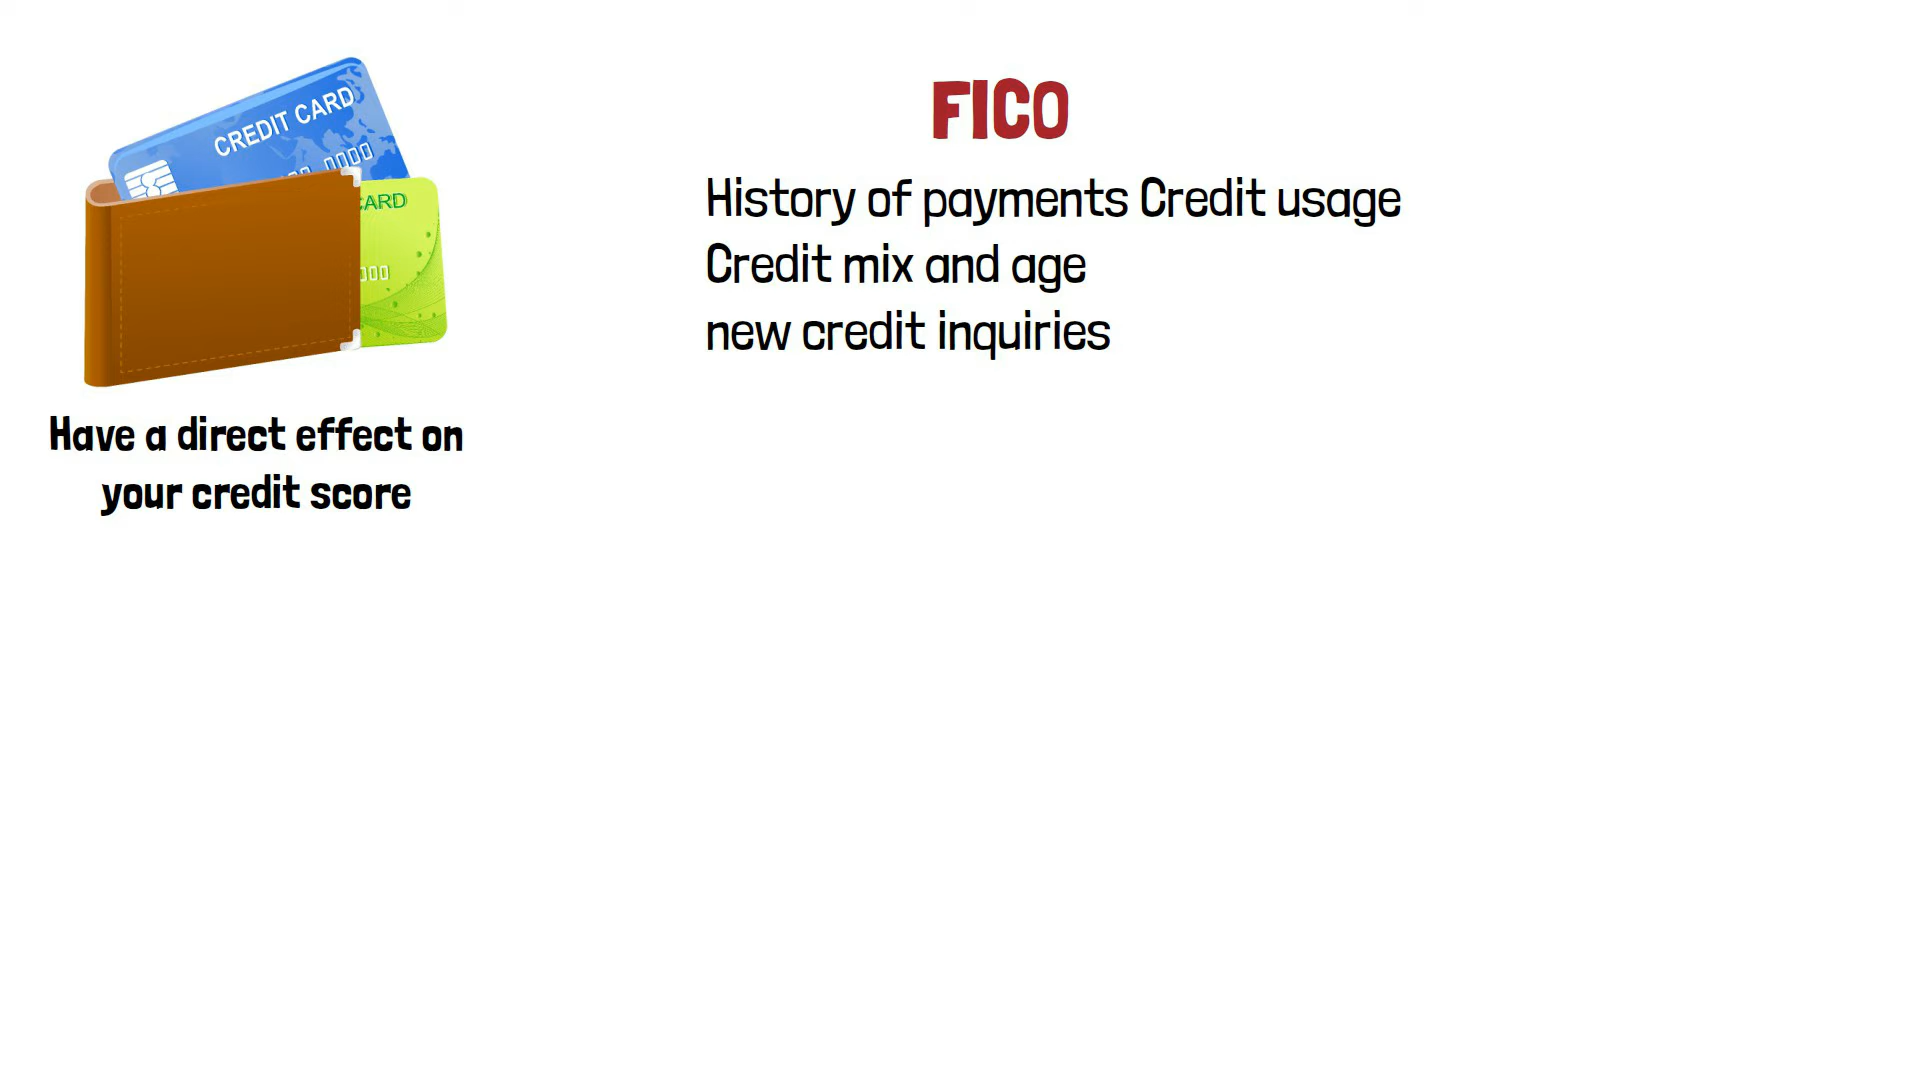 CREDIT CARD
0000
CARD
000
FICO
History of payments Credit usage
Credit mix and age
new credit inquiries
Have a direct effect on
your credit score